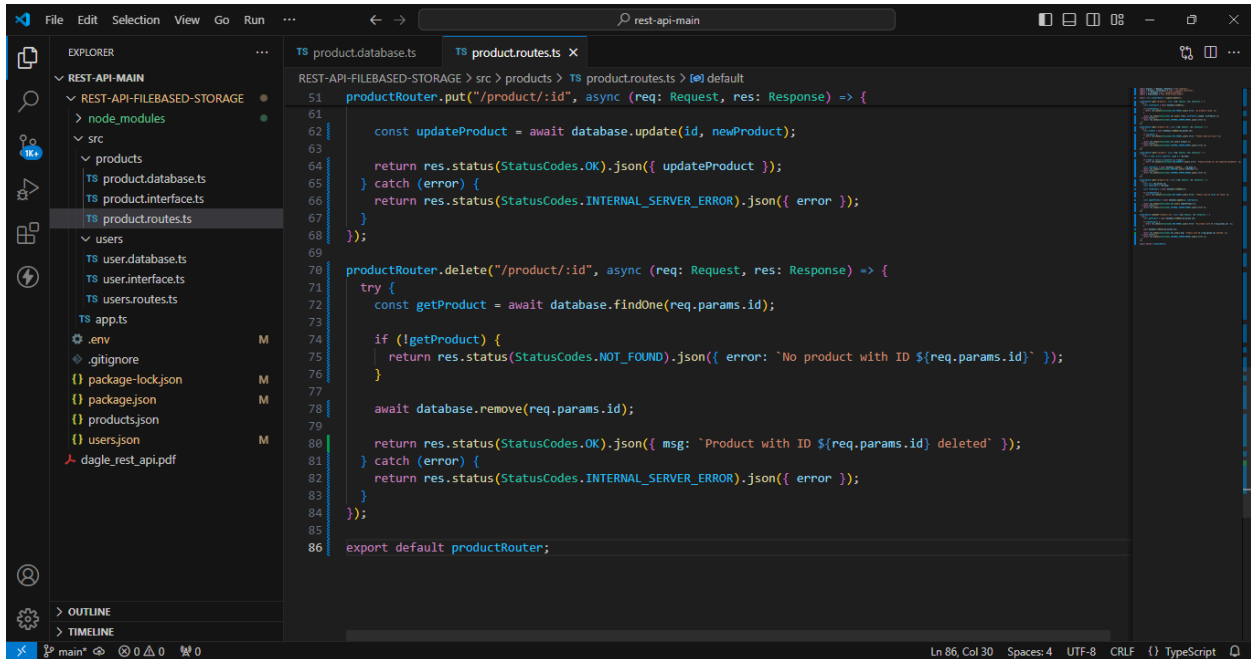 File Edit Selection View Go Run ··· ← → rest-api-main
EXPLORER ···
REST-API-MAIN
REST-API-FILEBASED-STORAGE
node_modules
src
products
TS product.database.ts
TS product.interface.ts
TS product.routes.ts
users
TS user.database.ts
TS user.interface.ts
TS users.routes.ts
TS app.ts
.env M
.gitignore
{} package-lock.json M
{} package.json M
{} products.json
{} users.json M
dagle_rest_api.pdf
OUTLINE
TIMELINE
1K+
TS product.database.ts TS product.routes.ts ×
REST-API-FILEBASED-STORAGE > src > products > TS product.routes.ts > default
51 productRouter.put("/product/:id", async (req: Request, res: Response) => {
61
62 const updateProduct = await database.update(id, newProduct);
63
64 return res.status(StatusCodes.OK).json({ updateProduct });
65 } catch (error) {
66 return res.status(StatusCodes.INTERNAL_SERVER_ERROR).json({ error });
67 }
68 });
69
70 productRouter.delete("/product/:id", async (req: Request, res: Response) => {
71 try {
72 const getProduct = await database.findOne(req.params.id);
73
74 if (!getProduct) {
75 return res.status(StatusCodes.NOT_FOUND).json({ error: `No product with ID ${req.params.id}` });
76 }
77
78 await database.remove(req.params.id);
79
80 return res.status(StatusCodes.OK).json({ msg: `Product with ID ${req.params.id} deleted` });
81 } catch (error) {
82 return res.status(StatusCodes.INTERNAL_SERVER_ERROR).json({ error });
83 }
84 });
85
86 export default productRouter;
main* 0 0 0 Ln 86, Col 30 Spaces: 4 UTF-8 CRLF {} TypeScript